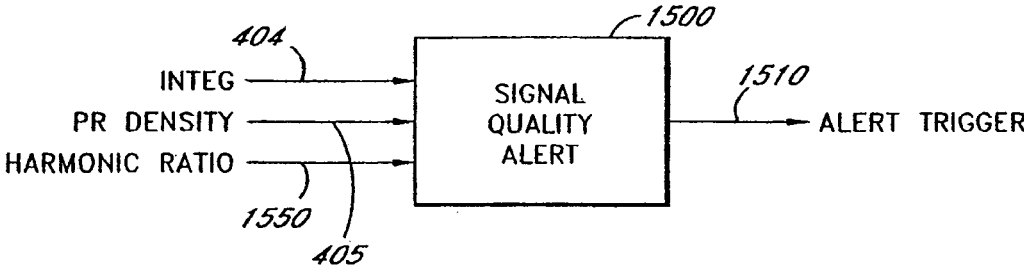 1500
404
INTEG
PR DENSITY
HARMONIC RATIO
1550
405
SIGNAL
QUALITY
ALERT
1510
ALERT TRIGGER